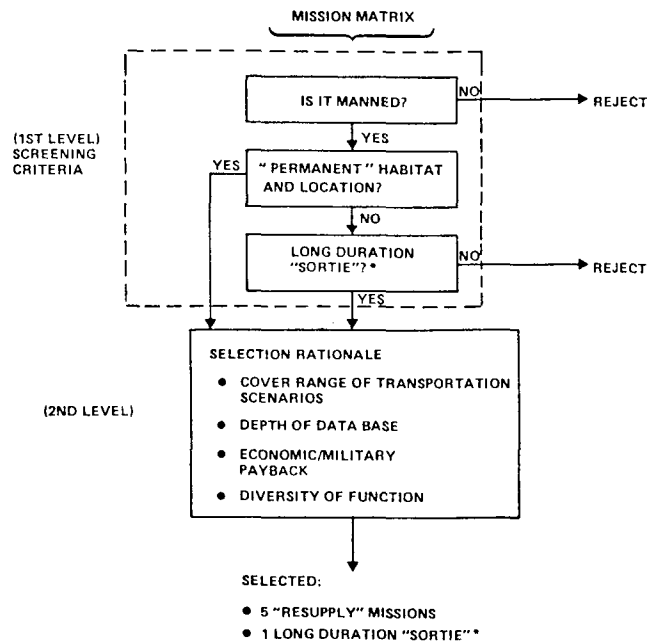 MISSION MATRIX
IS IT MANNED?
NO
REJECT
YES
(1ST LEVEL)
SCREENING
CRITERIA
YES
"PERMANENT" HABITAT
AND LOCATION?
NO
LONG DURATION
"SORTIE"?*
NO
REJECT
YES
SELECTION RATIONALE
● COVER RANGE OF TRANSPORTATION
SCENARIOS
(2ND LEVEL)
● DEPTH OF DATA BASE
● ECONOMIC/MILITARY
PAYBACK
● DIVERSITY OF FUNCTION
SELECTED:
● 5 "RESUPPLY" MISSIONS
● 1 LONG DURATION "SORTIE"*